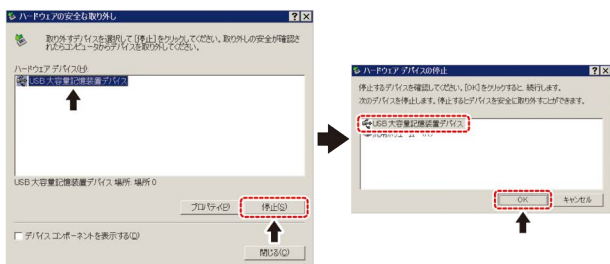 ハードウェアの安全な取り外し
取り外すデバイスを選択して [停止] をクリックしてください。取り外しの安全が確認さ
れたらコンピュータからデバイスを取り外してください。
ハードウェア デバイス(H):
USB 大容量記憶装置デバイス
USB 大容量記憶装置デバイス 場所 場所 0
プロパティ(P)
停止(S)
デバイス コンポーネントを表示する(D)
閉じる(C)
ハードウェア デバイスの停止
停止するデバイスを確認してください。[OK] をクリックすると 続行します。
次のデバイスを停止します。停止するとデバイスを安全に取り外すことができます。
USB 大容量記憶装置デバイス
OK
キャンセル